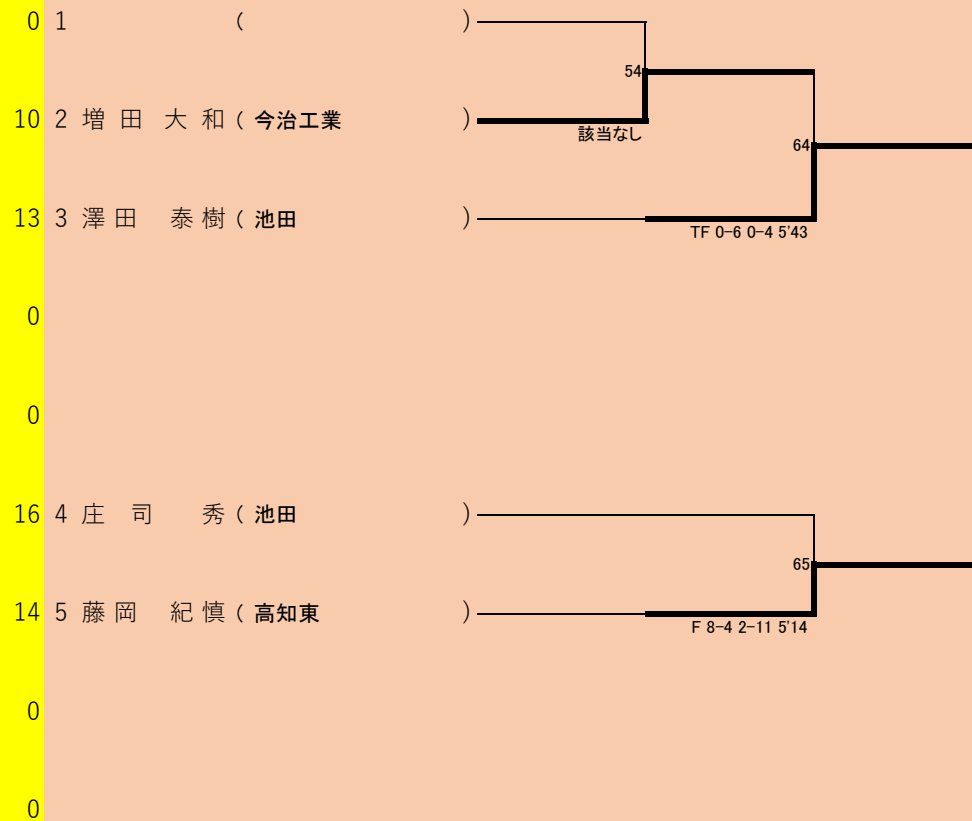 0 1 ( )
54
10 2 増田 大和 ( 今治工業 )
該当なし
64
13 3 澤田 泰樹 ( 池田 )
TF 0-6 0-4 5'43
0
0
16 4 庄司 秀 ( 池田 )
65
14 5 藤岡 紀慎 ( 高知東 )
F 8-4 2-11 5'14
0
0